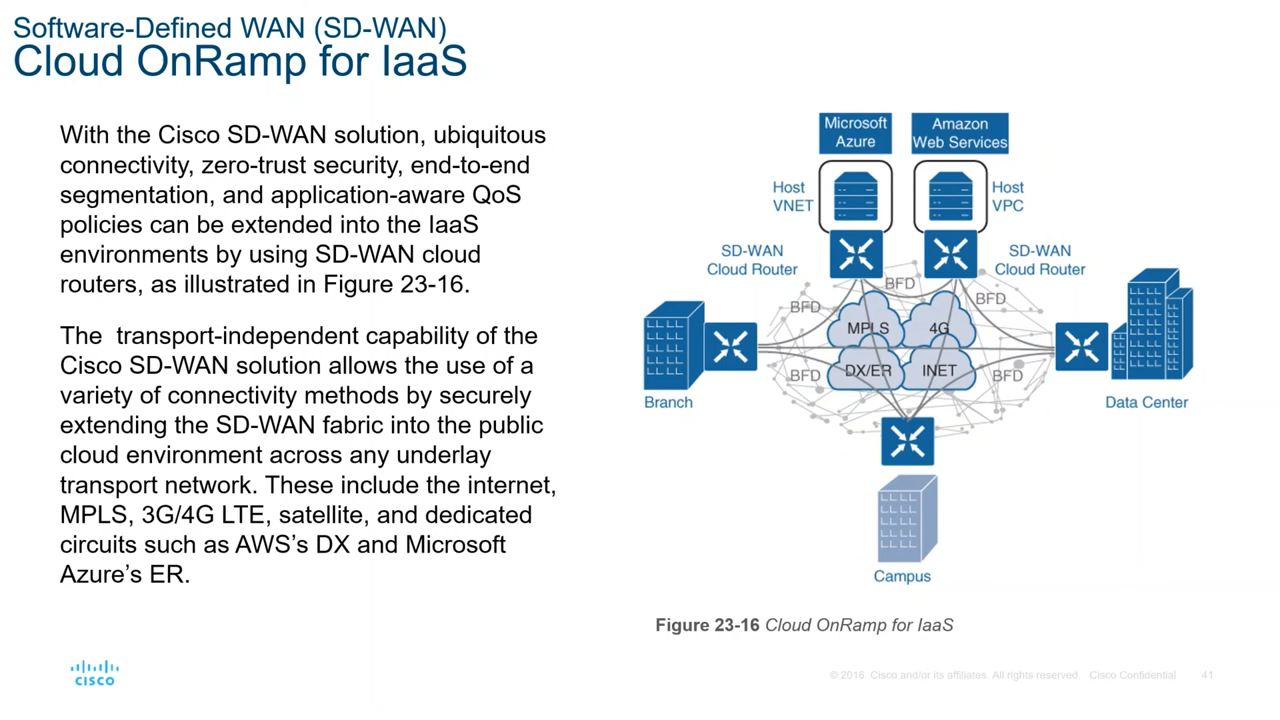 Software-Defined WAN (SD-WAN)
Cloud OnRamp for IaaS
With the Cisco SD-WAN solution, ubiquitous
connectivity, zero-trust security, end-to-end
segmentation, and application-aware QoS
policies can be extended into the IaaS
environments by using SD-WAN cloud
routers, as illustrated in Figure 23-16.
The  transport-independent capability of the
Cisco SD-WAN solution allows the use of a
variety of connectivity methods by securely
extending the SD-WAN fabric into the public
cloud environment across any underlay
transport network. These include the internet,
MPLS, 3G/4G LTE, satellite, and dedicated
circuits such as AWS’s DX and Microsoft
Azure’s ER.
Microsoft
Azure
Amazon
Web Services
Host
VNET
Host
VPC
SD-WAN
Cloud Router
SD-WAN
Cloud Router
BFD
BFD
BFD
MPLS
4G
DX/ER
INET
BFD
BFD
Branch
Data Center
Campus
Figure 23-16 Cloud OnRamp for IaaS
CISCO
© 2016 Cisco and/or its affiliates. All rights reserved. Cisco Confidential
41